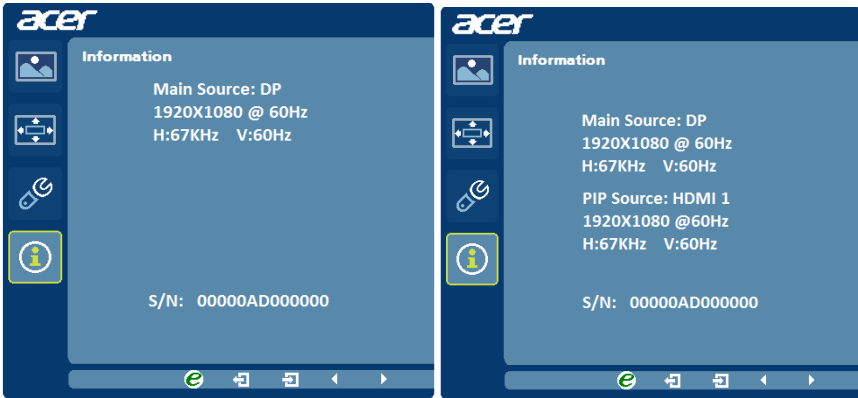 acer
Information
Main Source: DP
1920X1080 @ 60Hz
H:67KHz V:60Hz
S/N: 00000AD000000
acer
Information
Main Source: DP
1920X1080 @ 60Hz
H:67KHz V:60Hz
PIP Source: HDMI 1
1920X1080 @60Hz
H:67KHz V:60Hz
S/N: 00000AD000000